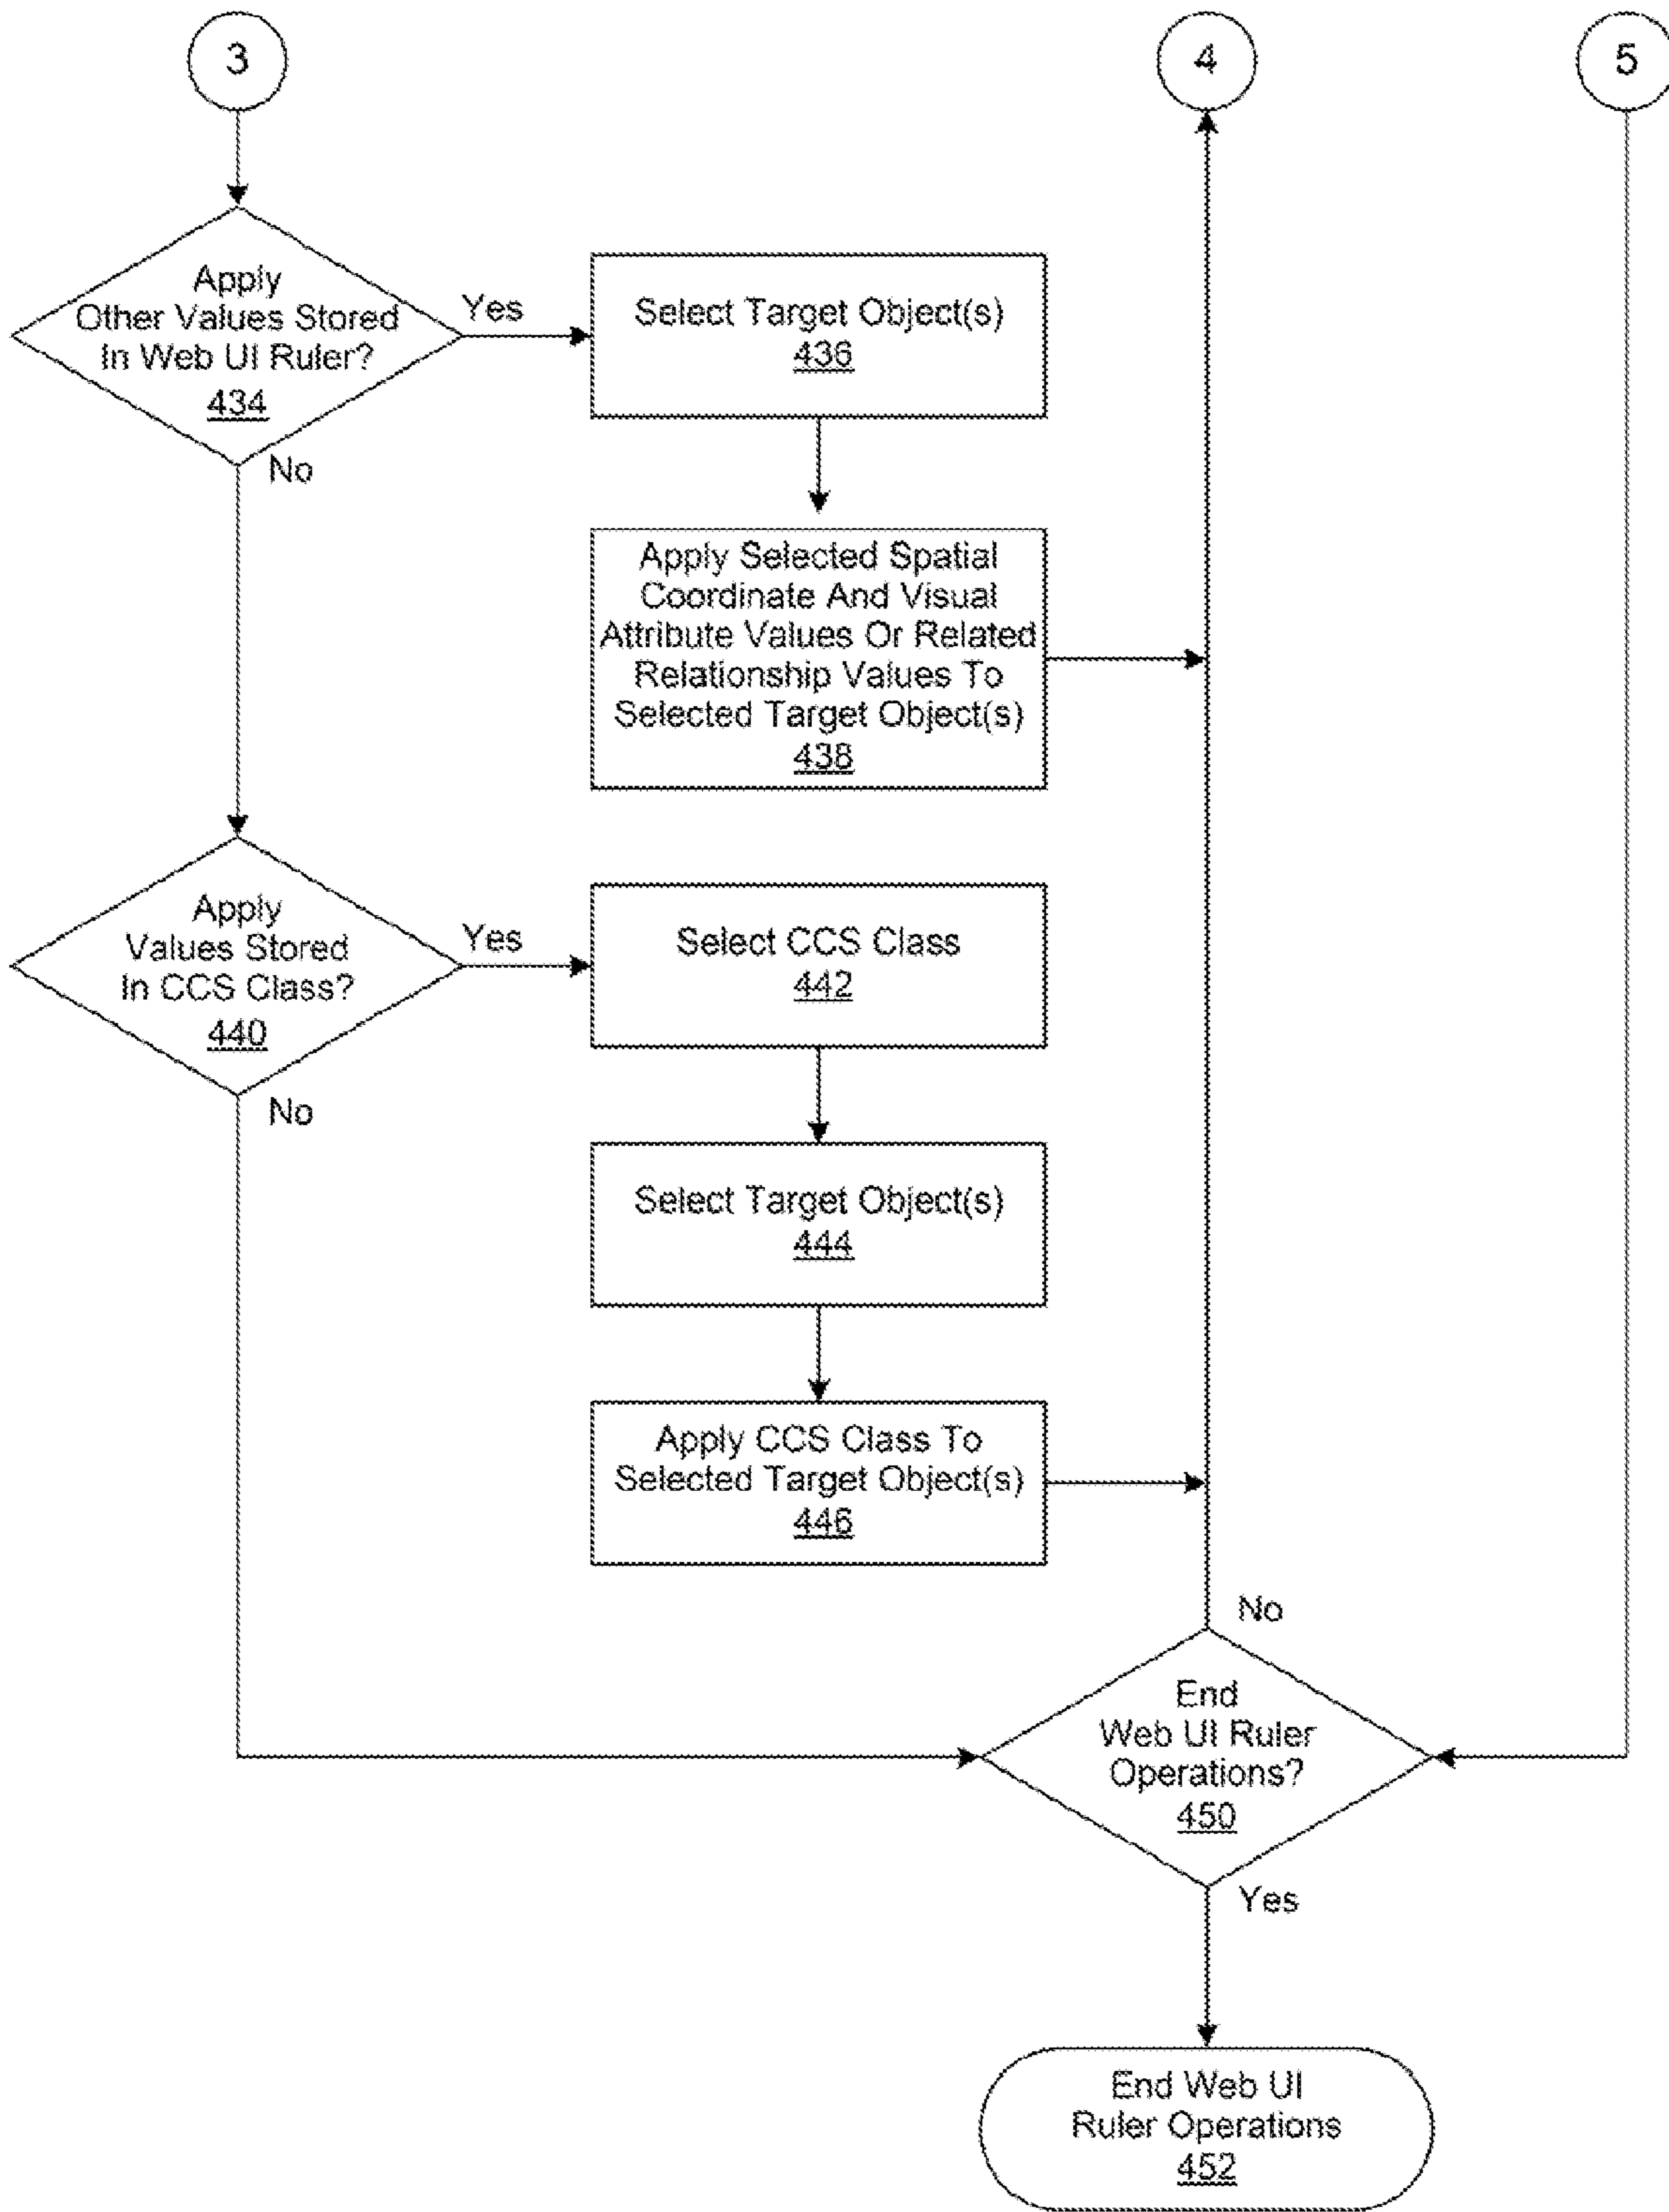 3
4
5
Apply
Other Values Stored
In Web UI Ruler?
434
Yes
No
Select Target Object(s)
436
Apply Selected Spatial
Coordinate And Visual
Attribute Values Or Related
Relationship Values To
Selected Target Object(s)
438
Apply
Values Stored
In CCS Class?
440
Yes
No
Select CCS Class
442
Select Target Object(s)
444
Apply CCS Class To
Selected Target Object(s)
446
No
End
Web UI Ruler
Operations?
450
Yes
End Web UI
Ruler Operations
452